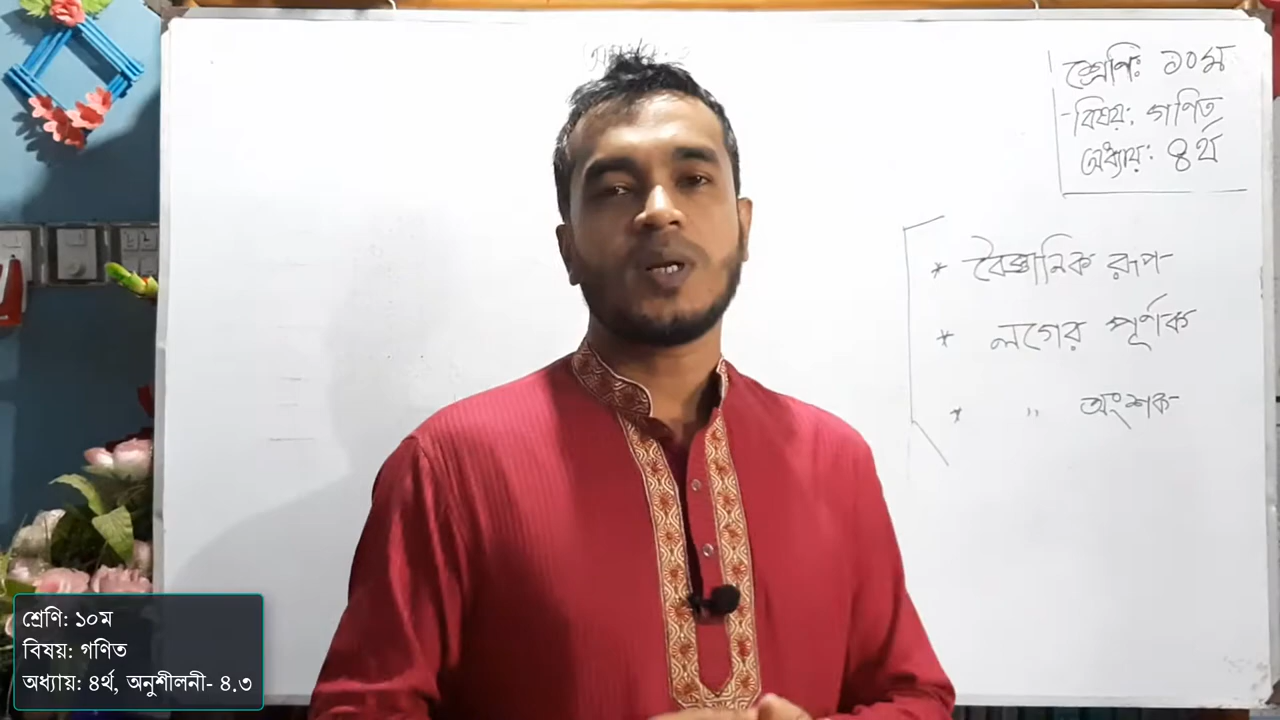 শ্রেণিঃ ১০ম
বিষয়: গণিত
অধ্যায়: ৪র্থ
* বৈজ্ঞানিক রূপ
* লগের পূর্ণক
* " অংশক
শ্রেণি: ১০ম
বিষয়: গণিত
অধ্যায়: ৪র্থ, অনুশীলনী- ৪.৩